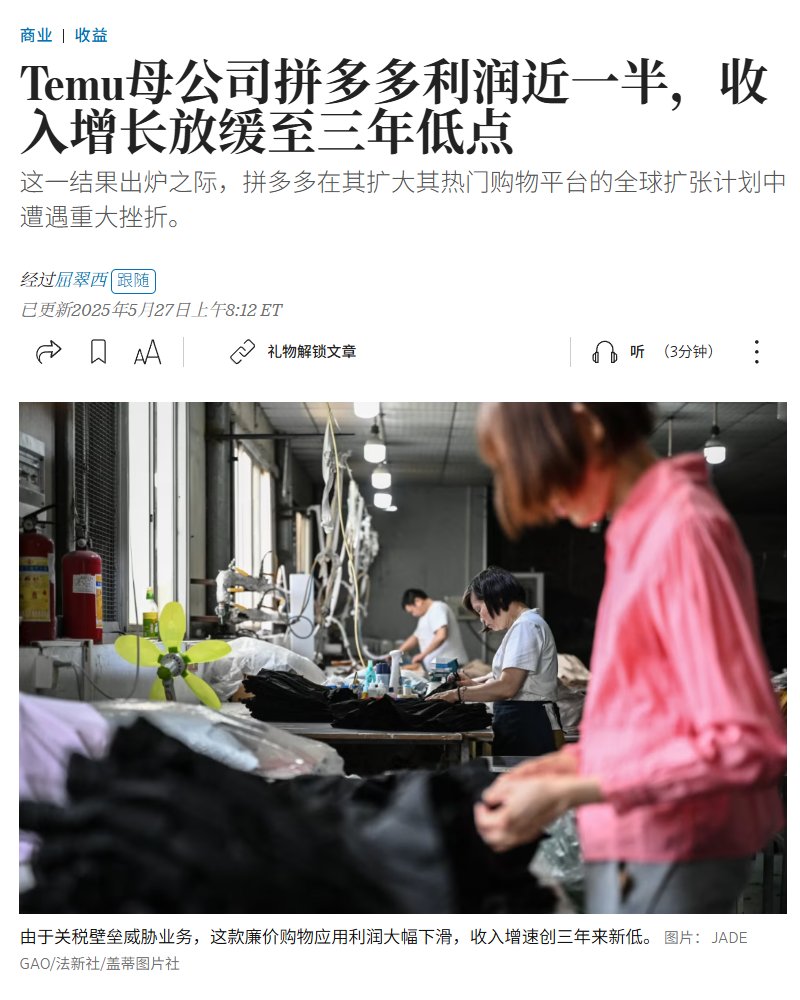 商业 | 收益
Temu母公司拼多多利润近一半，收
入增长放缓至三年低点
这一结果出炉之际，拼多多在其扩大其热门购物平台的全球扩张计划中
遭遇重大挫折。
经过屈翠西 跟随
已更新2025年5月27日上午8:12 ET
AA 礼物解锁文章 听 （3分钟）
由于关税壁垒威胁业务，这款廉价购物应用利润大幅下滑，收入增速创三年来新低。 图片： JADE
GAO/法新社/盖蒂图片社